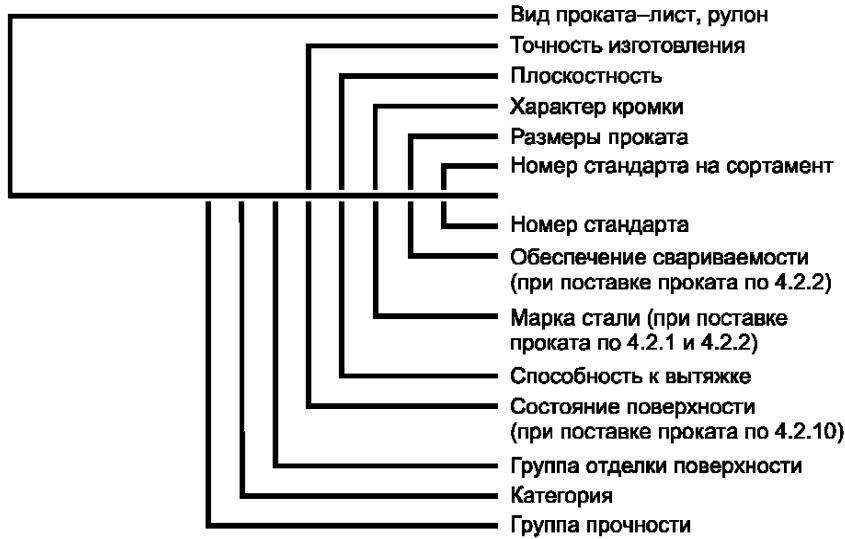 Вид проката–лист, рулон
Точность изготовления
Плоскостность
Характер кромки
Размеры проката
Номер стандарта на сортамент
Номер стандарта
Обеспечение свариваемости
(при поставке проката по 4.2.2)
Марка стали (при поставке
проката по 4.2.1 и 4.2.2)
Способность к вытяжке
Состояние поверхности
(при поставке проката по 4.2.10)
Группа отделки поверхности
Категория
Группа прочности